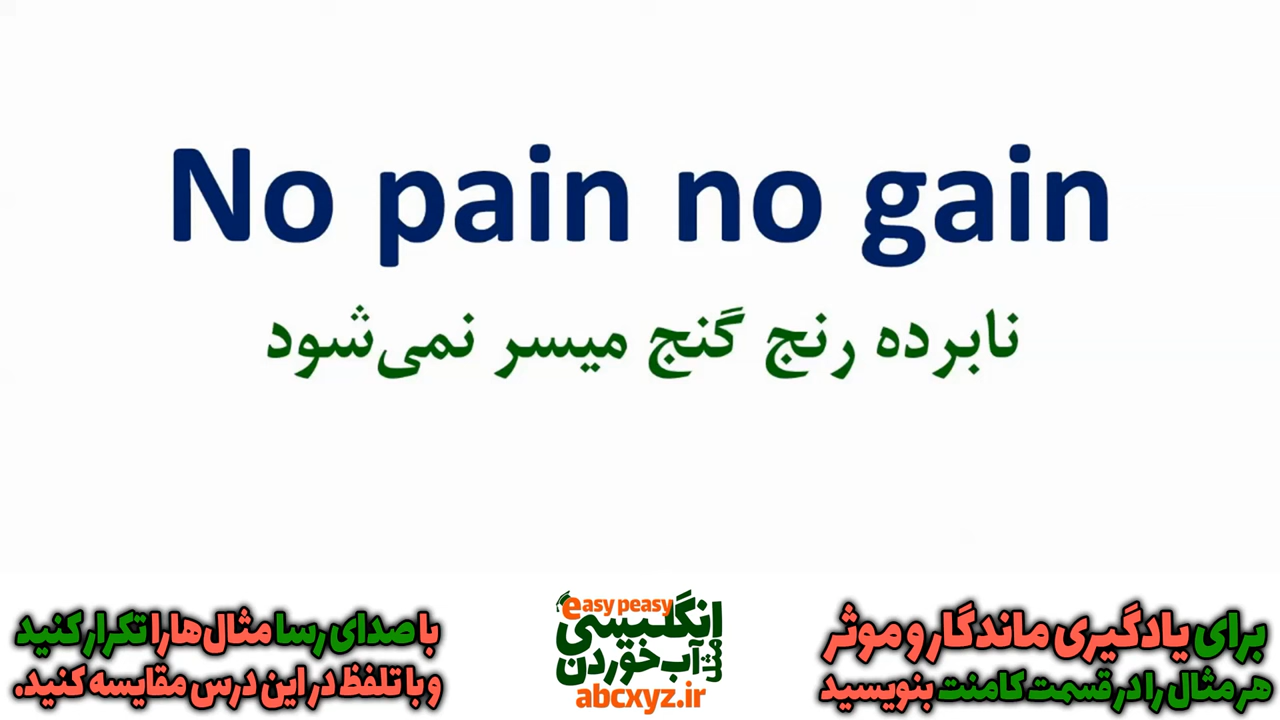 No pain no gain
نابرده رنج گنج میسر نمی‌شود
برای یادگیری ماندگار و موثر
هر مثال را در قسمت کامنت بنویسید
easy peasy
انگلیسی
مثل آب خوردن
abcxyz.ir
با صدای رسا مثال‌ها را تکرار کنید
و با تلفظ در این درس مقایسه کنید.